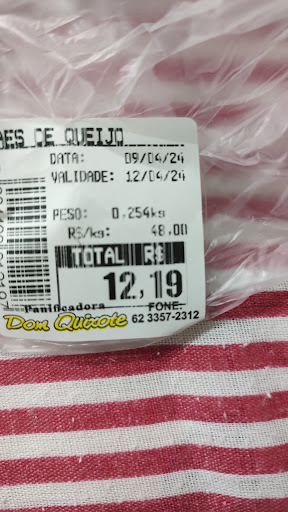 AES DE QUEIJO
DATA: 09/04/24
VALIDADE: 12/04/24
PESO: 0,254kg
R$/kg: 48,00
TOTAL R$
12,19
Panificadora FONE:
Dom Quixote 62 3357-2312